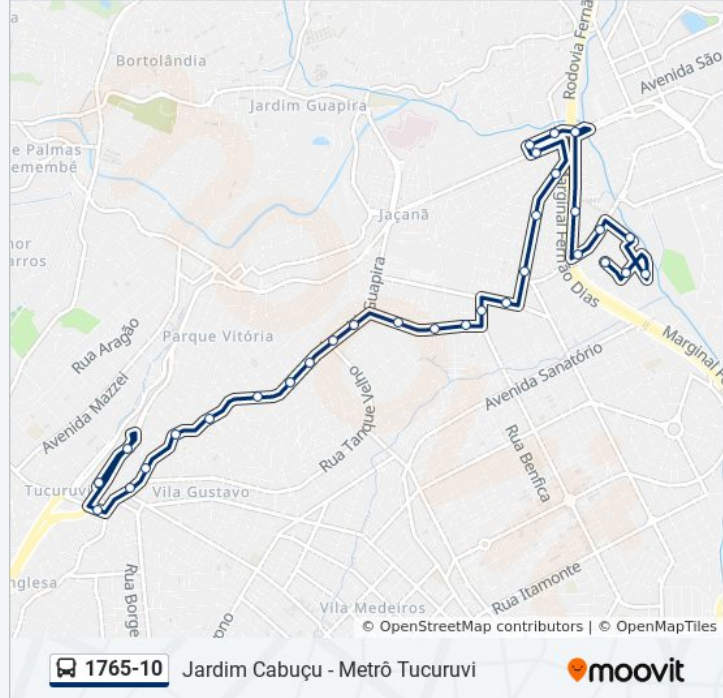 Bortolândia
Rodovia Fernã
Avenida São
Jardim Guapira
e Palmas
emembé
Jaçanã
Marginal Fernão Dias
nor
arros
Guapira
Rua Aragão
Parque Vitória
Marginal F
Avenida Mazzei
Avenida Sanatório
Rua Tanque Velho
Rua Benfica
Tucuruvi
Vila Gustavo
nglesa
Rua Borge
ono
Vila Medeiros
Rua Itamonte
© OpenStreetMap contributors | © OpenMapTiles
1765-10 Jardim Cabuçu - Metrô Tucuruvi
moovit